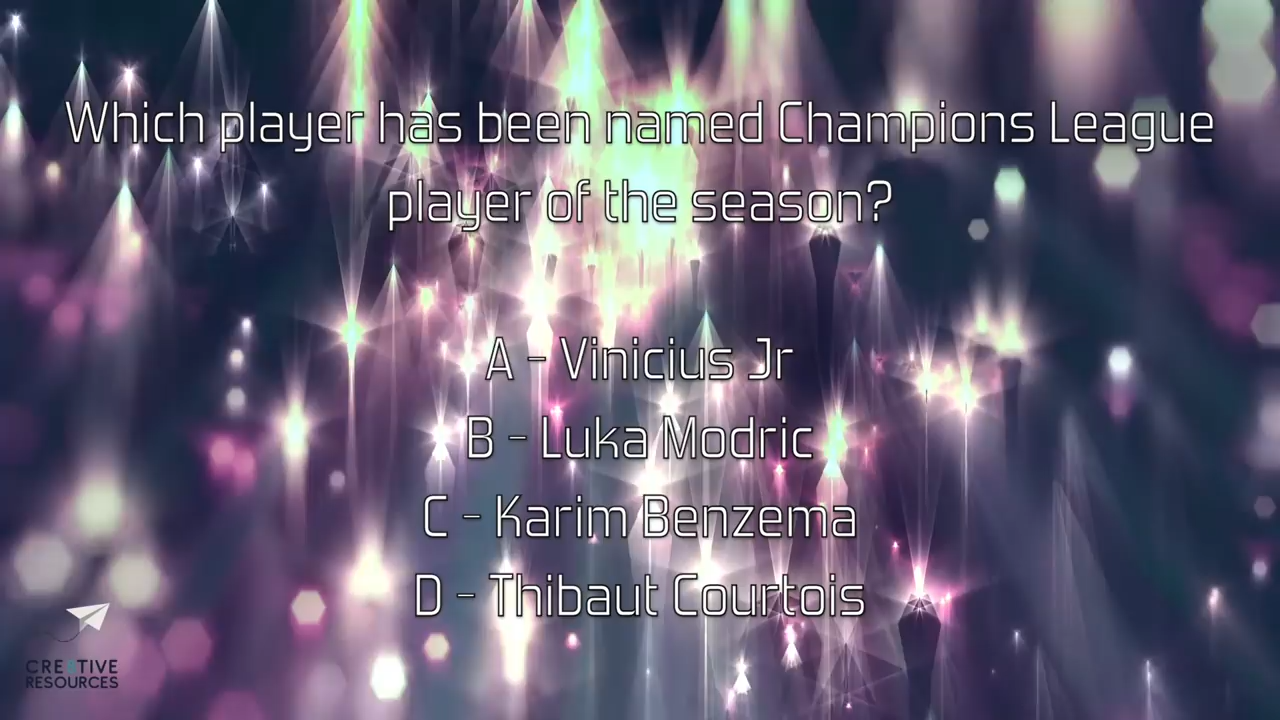 Which player has been named Champions League
player of the season?
A - Vinicius Jr
B - Luka Modric
C - Karim Benzema
D - Thibaut Courtois
CREATIVE
RESOURCES